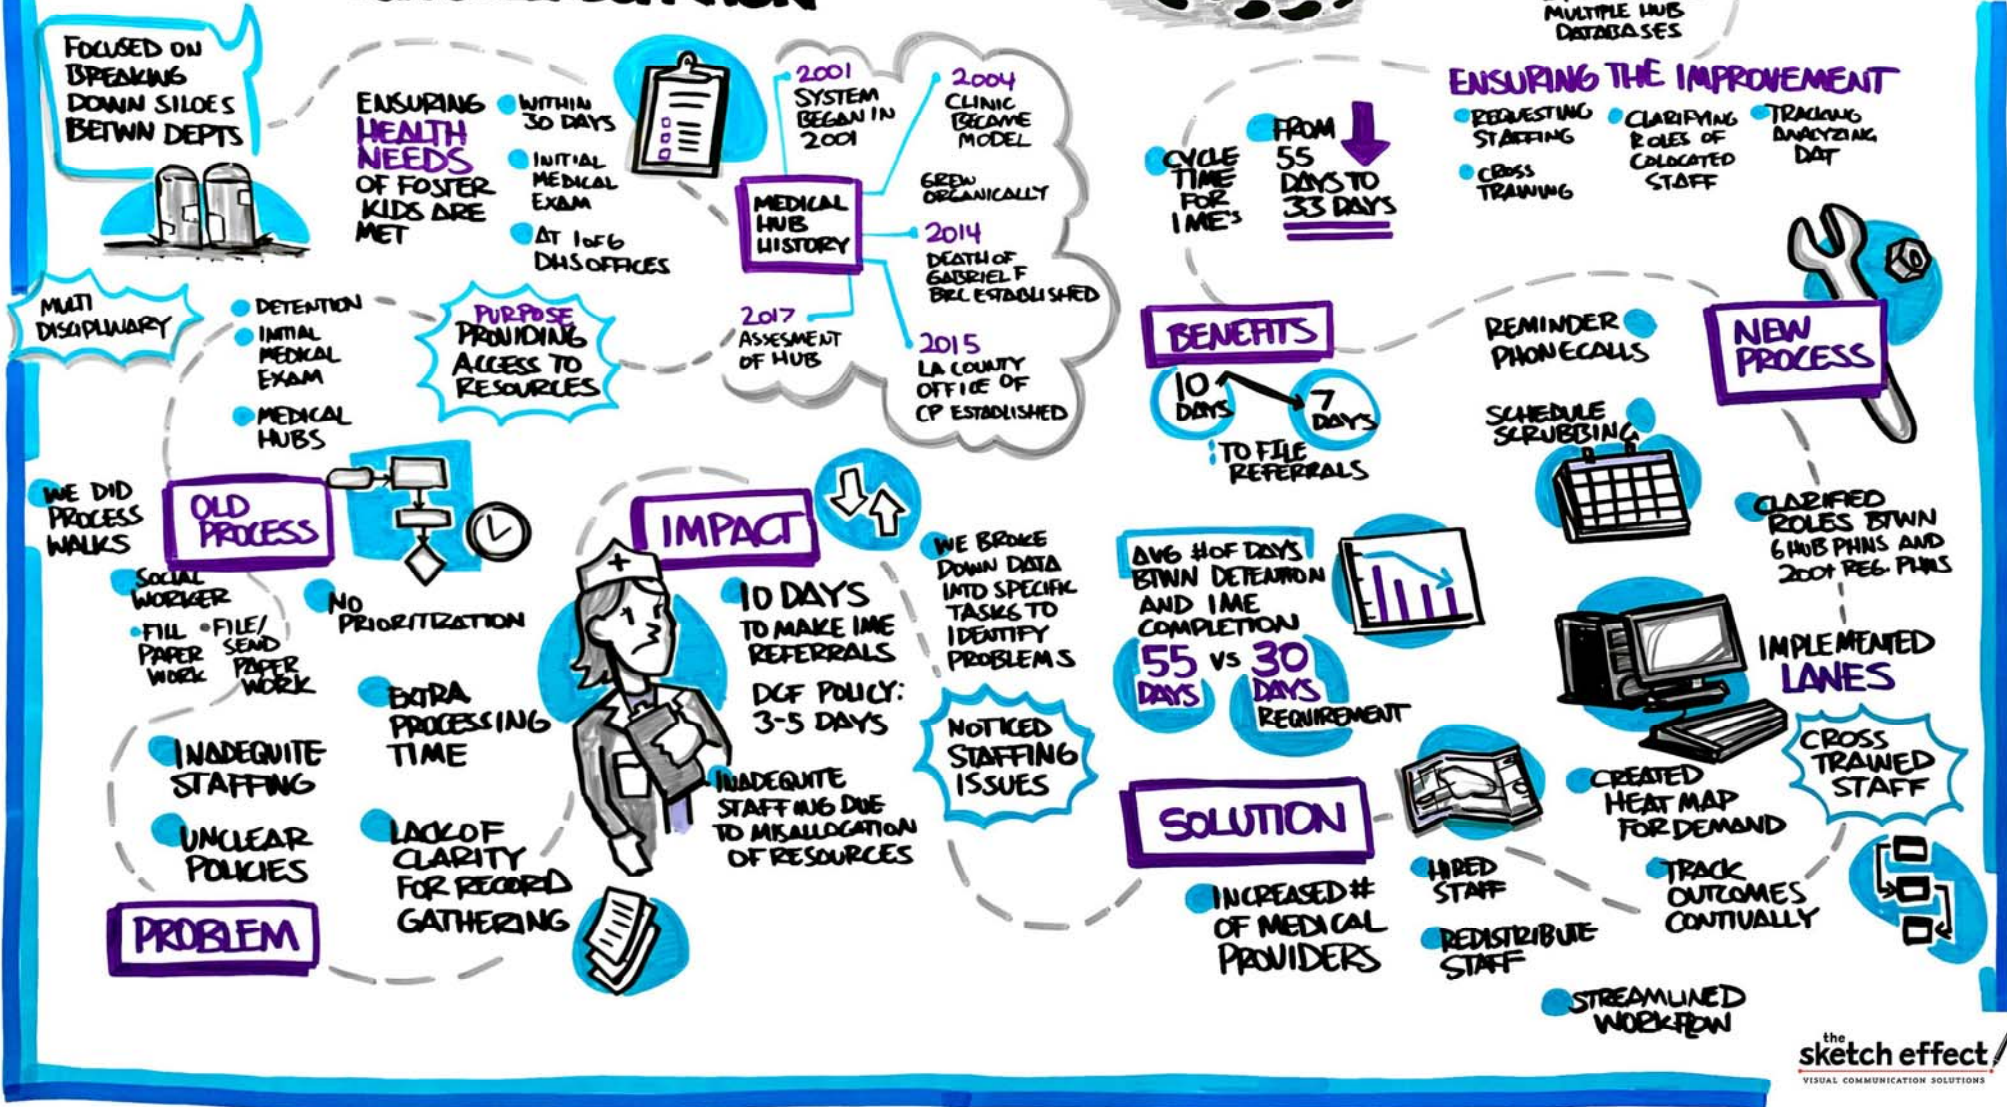 MULTIPLE HUB
DATABASES
FOCUSED ON
BREAKING
DOWN SILOES
BETWN DEPTS
ENSURING
HEALTH
NEEDS
OF FOSTER
KIDS ARE
MET
WITHIN
30 DAYS
INITIAL
MEDICAL
EXAM
AT 1 OF 6
DHS OFFICES
MEDICAL
HUB
HISTORY
2001
SYSTEM
BEGAN IN
2001
2004
CLINIC
BECAME
MODEL
GREW
ORGANICALLY
2014
DEATH OF
GABRIEL F
BRC ESTABLISHED
2015
LA COUNTY
OFFICE OF
CP ESTABLISHED
2017
ASSESMENT
OF HUB
ENSURING THE IMPROVEMENT
REQUESTING
STAFFING
CROSS
TRAINING
CLARIFYING
ROLES OF
COLOCATED
STAFF
TRACKING
ANALYZING
DAT
CYCLE
TIME
FOR
IME'S
FROM
55
DAYS TO
33 DAYS
MULTI
DISCIPLINARY
DETENTION
INITIAL
MEDICAL
EXAM
MEDICAL
HUBS
PURPOSE
PROVIDING
ACCESS TO
RESOURCES
BENEFITS
10
DAYS
7
DAYS
TO FILE
REFERRALS
REMINDER
PHONECALLS
SCHEDULE
SCRUBBING
NEW
PROCESS
CLARIFIED
ROLES BTWN
6 HUB PHNS AND
200+ REG. PHNS
WE DID
PROCESS
WALKS
OLD
PROCESS
SOCIAL
WORKER
FILL
PAPER
WORK
FILE/
SEND
PAPER
WORK
NO
PRIORITIZATION
EXTRA
PROCESSING
TIME
INADEQUITE
STAFFING
UNCLEAR
POLICIES
LACK OF
CLARITY
FOR RECORD
GATHERING
PROBLEM
IMPACT
10 DAYS
TO MAKE IME
REFERRALS
DCF POLICY:
3-5 DAYS
INADEQUITE
STAFFING DUE
TO MISALLOCATION
OF RESOURCES
WE BROKE
DOWN DATA
INTO SPECIFIC
TASKS TO
IDENTIFY
PROBLEMS
NOTICED
STAFFING
ISSUES
AVG # OF DAYS
BTWN DETENTION
AND IME
COMPLETION
55 VS 30
DAYS DAYS
REQUIREMENT
SOLUTION
INCREASED #
OF MEDICAL
PROVIDERS
HIRED
STAFF
REDISTRIBUTE
STAFF
STREAMLINED
WORKFLOW
IMPLEMENTED
LANES
CROSS
TRAINED
STAFF
CREATED
HEAT MAP
FOR DEMAND
TRACK
OUTCOMES
CONTIVALLY
the
sketch effect
VISUAL COMMUNICATION SOLUTIONS